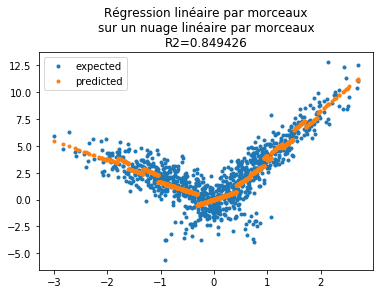 Régression linéaire par morceaux
sur un nuage linéaire par morceaux
R2=0.849426
expected
predicted
12.5
10.0
7.5
5.0
2.5
0.0
−2.5
−5.0
−3
−2
−1
0
1
2